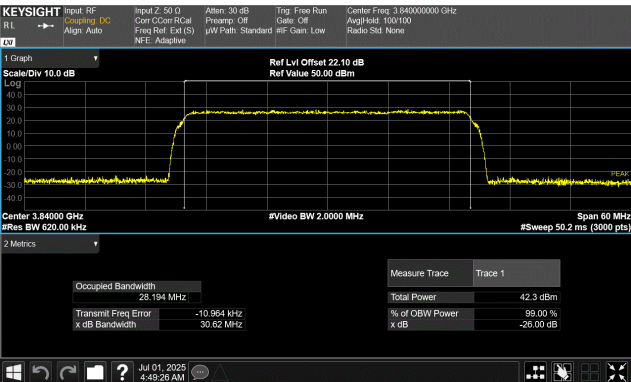 KEYSIGHT Input: RF Input Z: 50 Ω Atten: 30 dB Trig: Free Run Center Freq: 3.840000000 GHz
RL Coupling: DC Corr CCorr RCal Preamp: Off Gate: Off Avg|Hold: 100/100
Align: Auto Freq Ref: Ext (S) µW Path: Standard #IF Gain: Low Radio Std: None
LXI NFE: Adaptive
1 Graph
Ref Lvl Offset 22.10 dB
Scale/Div 10.0 dB Ref Value 50.00 dBm
Log
40.0
30.0
20.0
10.0
0.00
-10.0
-20.0
PEAK
-30.0
-40.0
Center 3.84000 GHz #Video BW 2.0000 MHz Span 60 MHz
#Res BW 620.00 kHz #Sweep 50.2 ms (3000 pts)
2 Metrics
Measure Trace Trace 1
Occupied Bandwidth
28.194 MHz Total Power 42.3 dBm
Transmit Freq Error -10.964 kHz % of OBW Power 99.00 %
x dB Bandwidth 30.62 MHz x dB -26.00 dB
Jul 01, 2025
4:49:26 AM